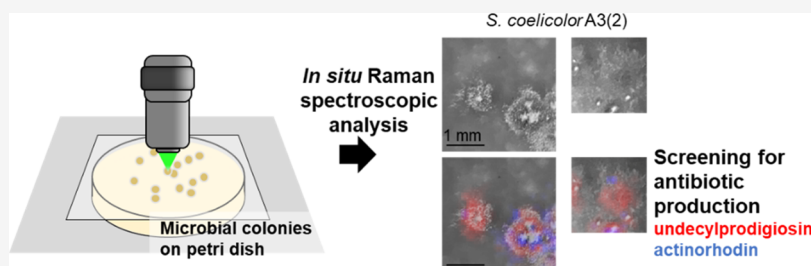 S. coelicolor A3(2)
In situ Raman
spectroscopic
analysis
1 mm
Microbial colonies
on petri dish
Screening for
antibiotic
production
undecylprodigiosin
actinorhodin